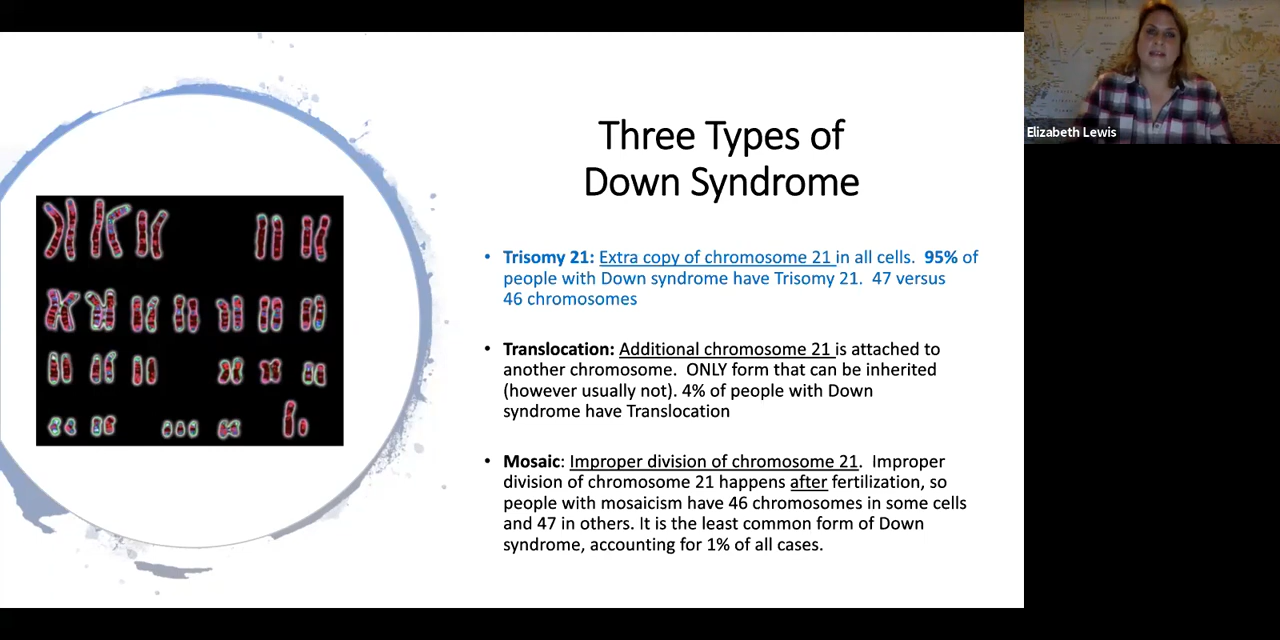 Three Types of
Down Syndrome
• Trisomy 21: Extra copy of chromosome 21 in all cells. 95% of
people with Down syndrome have Trisomy 21. 47 versus
46 chromosomes
• Translocation: Additional chromosome 21 is attached to
another chromosome. ONLY form that can be inherited
(however usually not). 4% of people with Down
syndrome have Translocation
• Mosaic: Improper division of chromosome 21. Improper
division of chromosome 21 happens after fertilization, so
people with mosaicism have 46 chromosomes in some cells
and 47 in others. It is the least common form of Down
syndrome, accounting for 1% of all cases.
Elizabeth Lewis